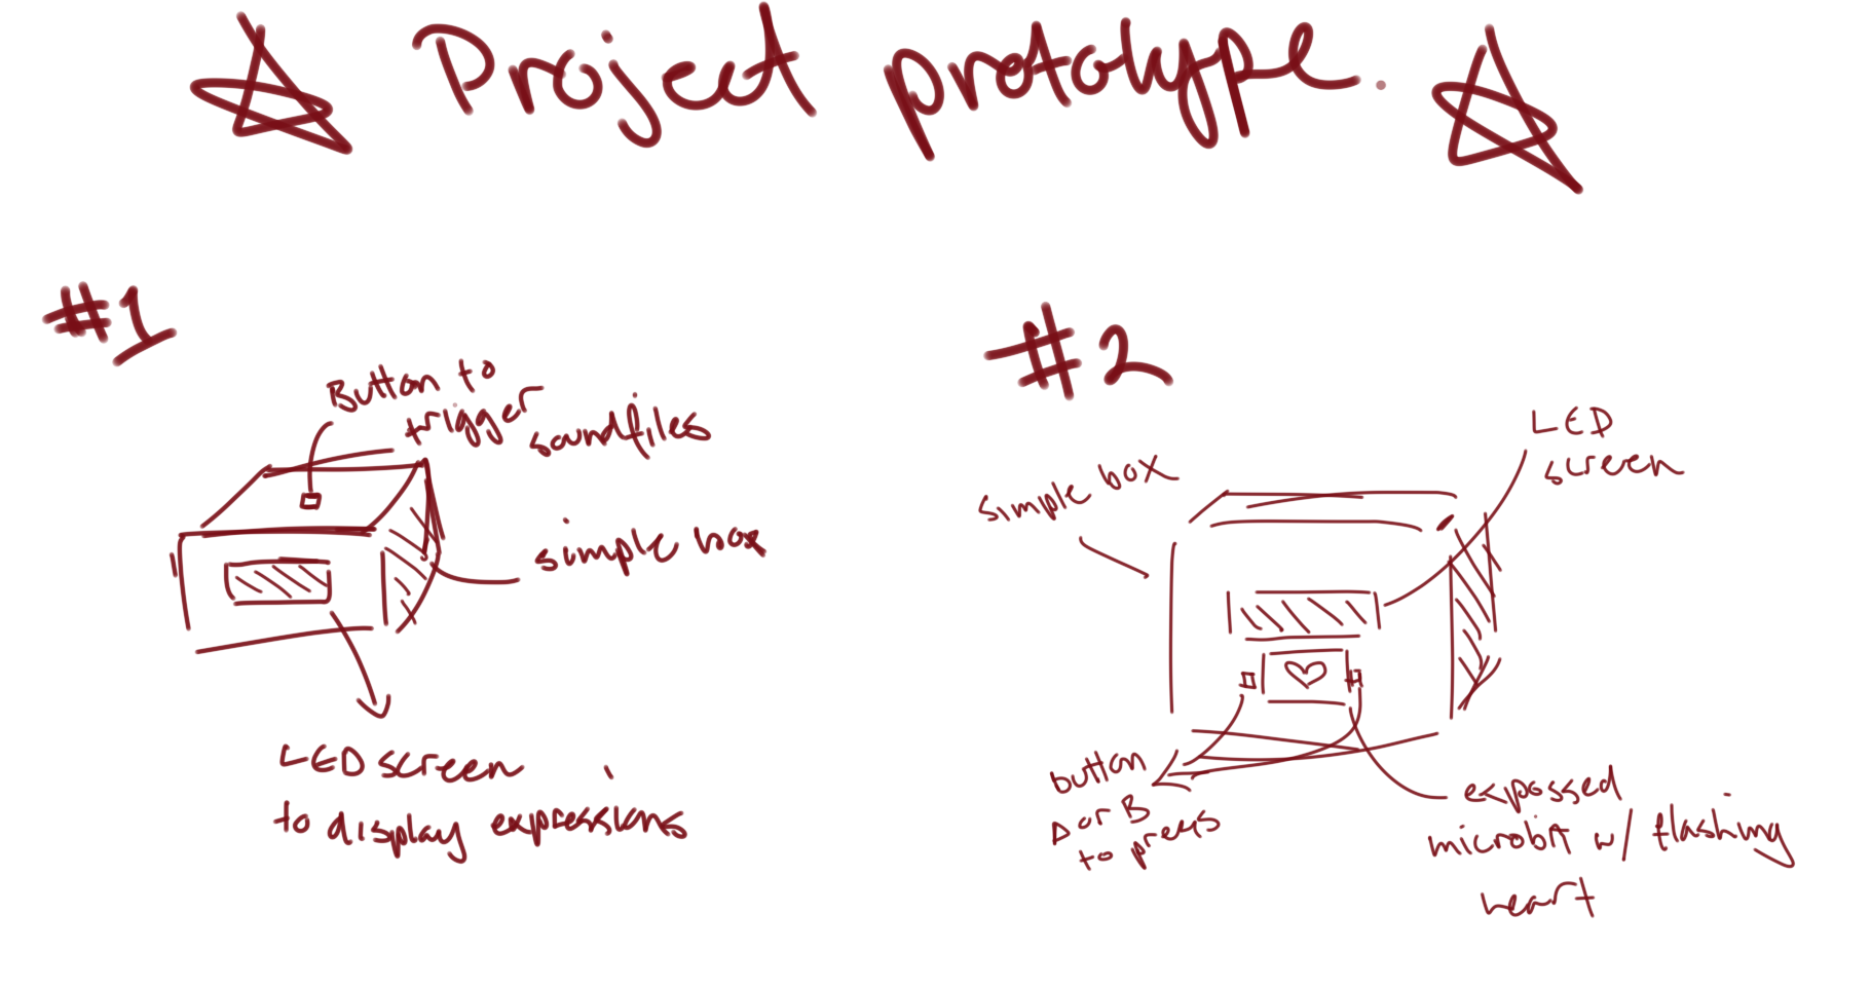 Project prototype.
#1
Button to
trigger
soundfiles
simple box
LED screen
to display expressions
#2
LED
screen
simple box
button
A or B
to press
exposed
microbit w/ flashing
heart